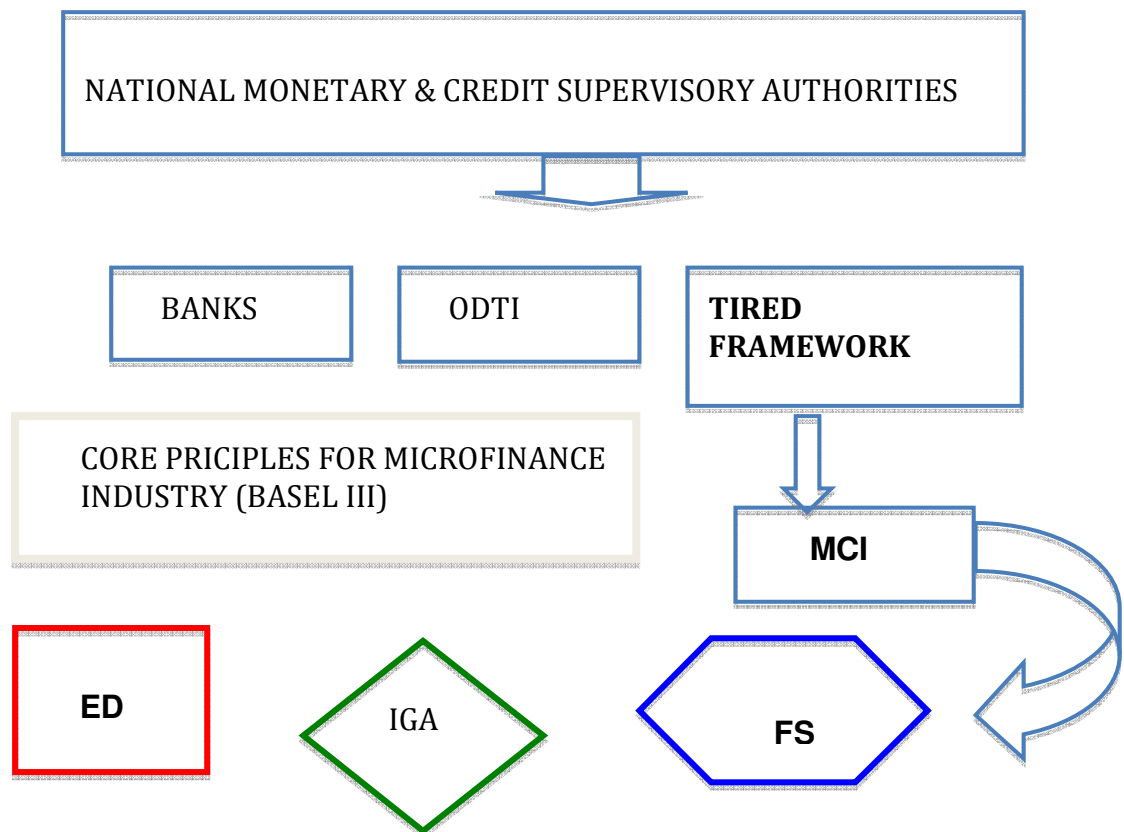 NATIONAL MONETARY & CREDIT SUPERVISORY AUTHORITIES
BANKS
ODTI
TIRED
FRAMEWORK
CORE PRICIPLES FOR MICROFINANCE
INDUSTRY (BASEL III)
MCI
ED
IGA
FS